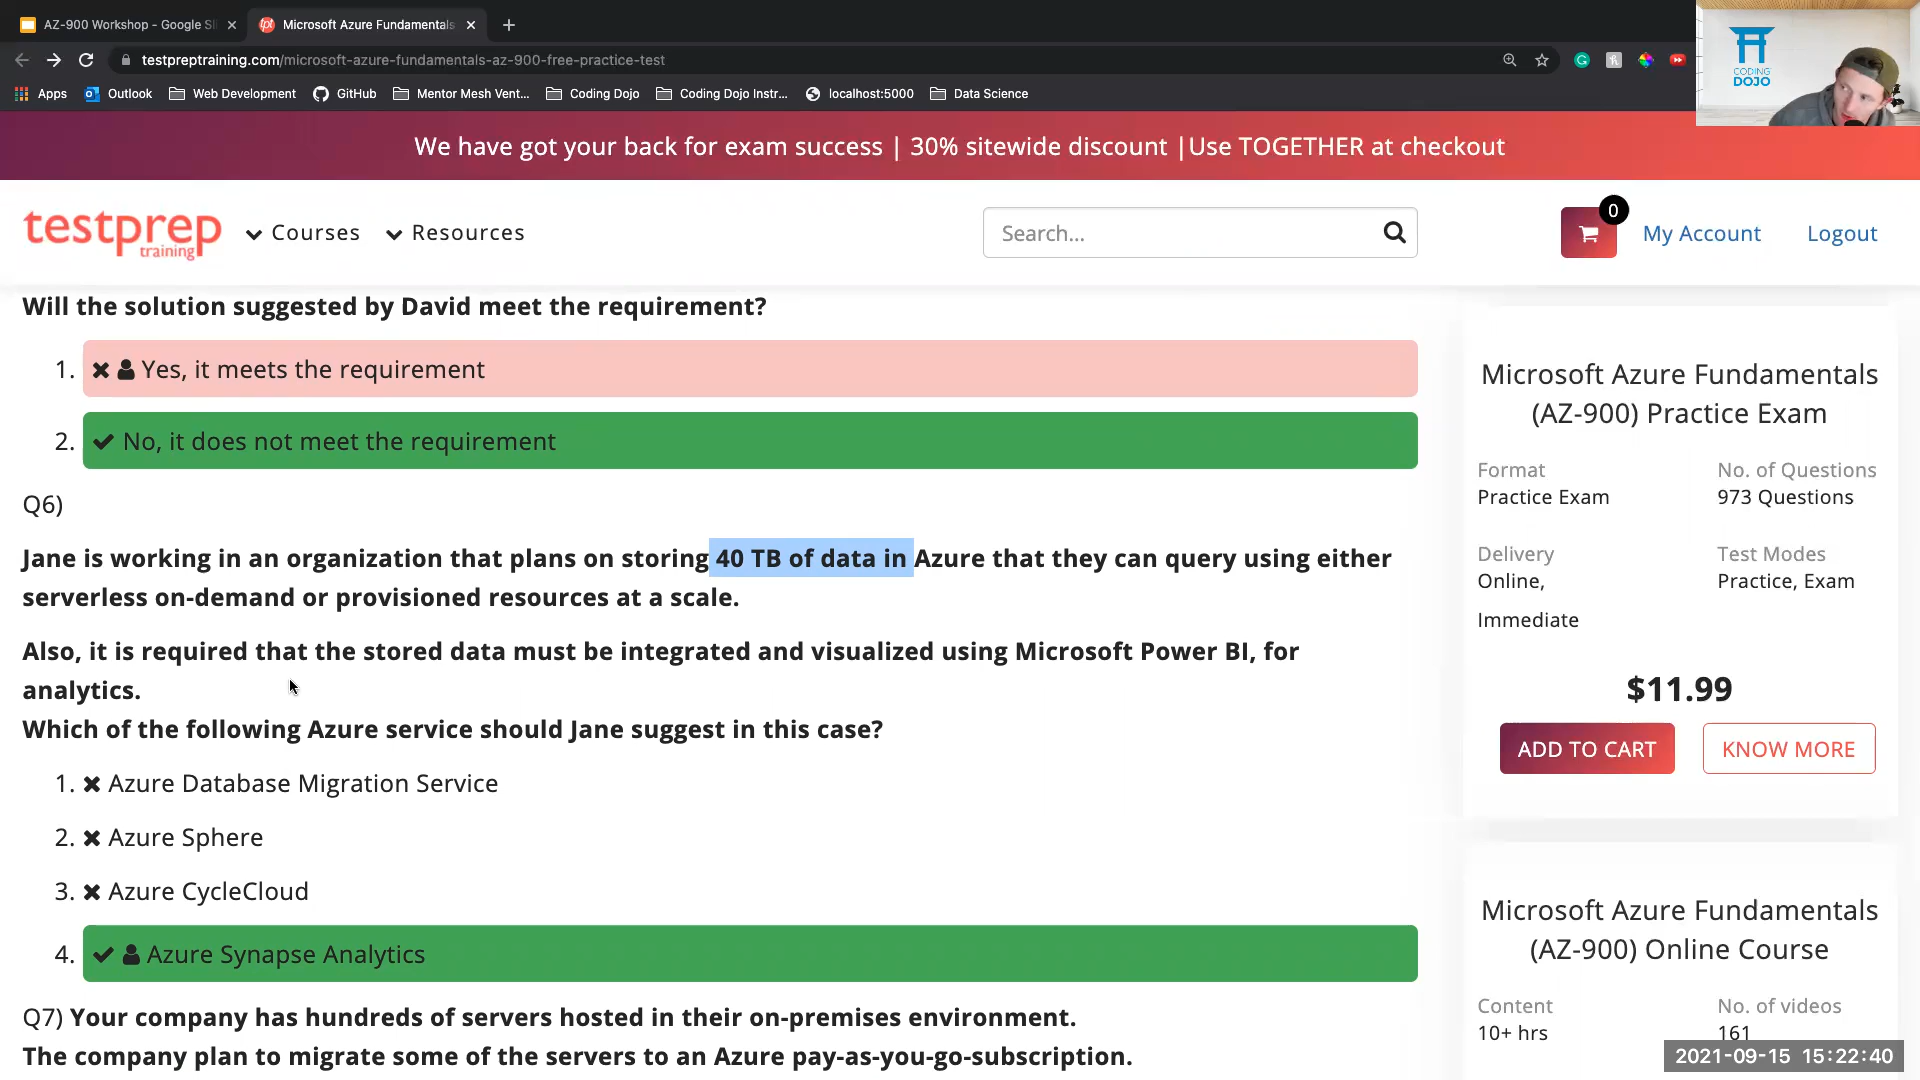 AZ-900 Workshop - Google Sl
Microsoft Azure Fundamentals
testpreptraining.com/microsoft-azure-fundamentals-az-900-free-practice-test
Apps
Outlook
Web Development
GitHub
Mentor Mesh Vent...
Coding Dojo
Coding Dojo Instr...
localhost:5000
Data Science
CODING
DOJO
We have got your back for exam success | 30% sitewide discount |Use TOGETHER at checkout
testprep
training
Courses
Resources
Search...
0
My Account
Logout
Will the solution suggested by David meet the requirement?
1. Yes, it meets the requirement
2. No, it does not meet the requirement
Q6)
Jane is working in an organization that plans on storing 40 TB of data in Azure that they can query using either
serverless on-demand or provisioned resources at a scale.
Also, it is required that the stored data must be integrated and visualized using Microsoft Power BI, for
analytics.
Which of the following Azure service should Jane suggest in this case?
1. Azure Database Migration Service
2. Azure Sphere
3. Azure CycleCloud
4. Azure Synapse Analytics
Q7) Your company has hundreds of servers hosted in their on-premises environment.
The company plan to migrate some of the servers to an Azure pay-as-you-go-subscription.
Microsoft Azure Fundamentals
(AZ-900) Practice Exam
Format
Practice Exam
No. of Questions
973 Questions
Delivery
Online,
Immediate
Test Modes
Practice, Exam
$11.99
ADD TO CART
KNOW MORE
Microsoft Azure Fundamentals
(AZ-900) Online Course
Content
10+ hrs
No. of videos
161
2021-09-15 15:22:40